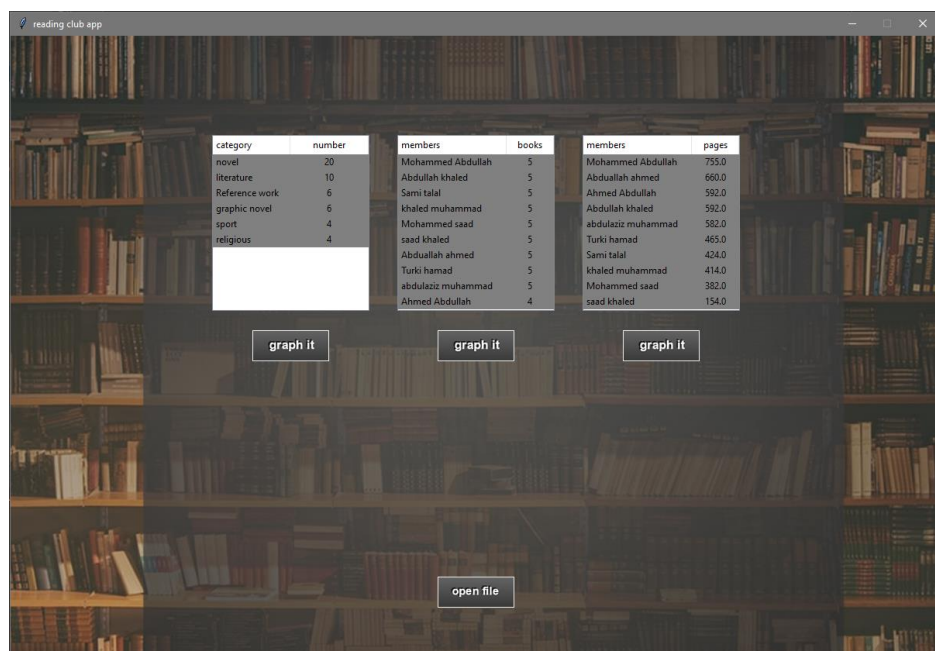 reading club app
category number
novel 20
literature 10
Reference work 6
graphic novel 6
sport 4
religious 4
members books
Mohammed Abdullah 5
Abdullah khaled 5
Sami talal 5
khaled muhammad 5
Mohammed saad 5
saad khaled 5
Abduallah ahmed 5
Turki hamad 5
abdulaziz muhammad 5
Ahmed Abdullah 4
members pages
Mohammed Abdullah 755.0
Abduallah ahmed 660.0
Ahmed Abdullah 592.0
Abdullah khaled 592.0
abdulaziz muhammad 582.0
Turki hamad 465.0
Sami talal 424.0
khaled muhammad 414.0
Mohammed saad 382.0
saad khaled 154.0
graph it
graph it
graph it
open file